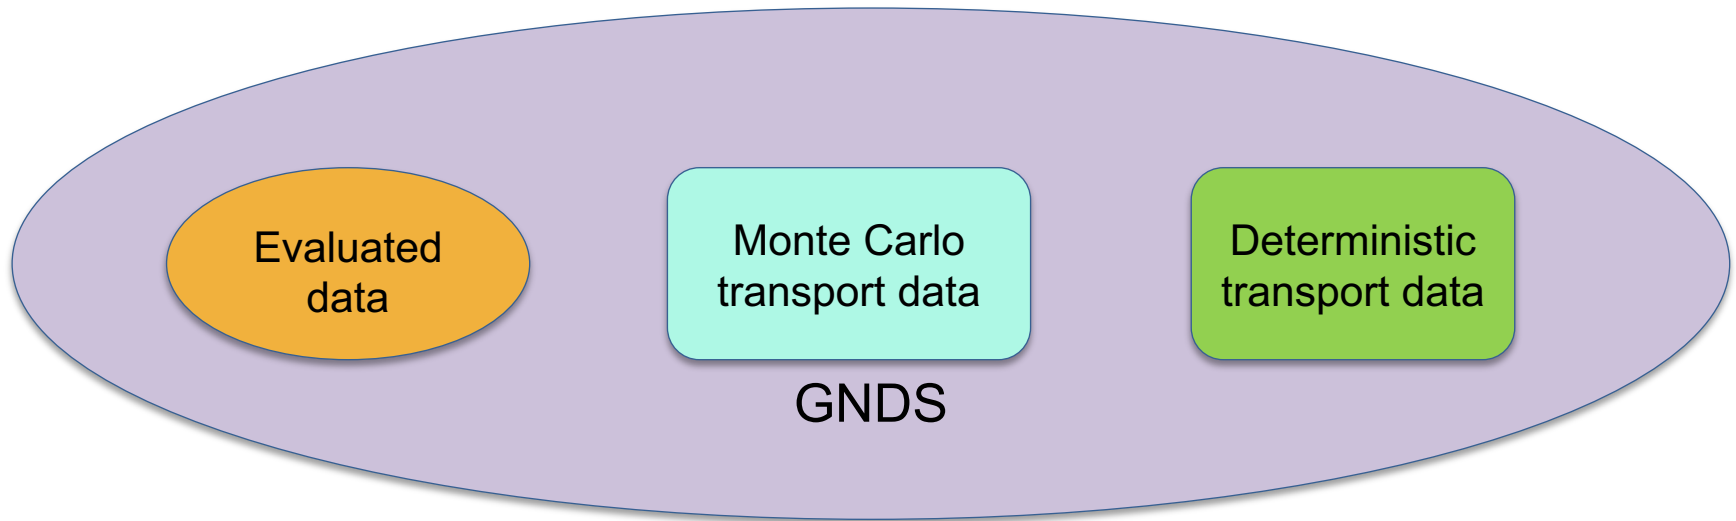 Evaluated
data
Monte Carlo
transport data
Deterministic
transport data
GNDS